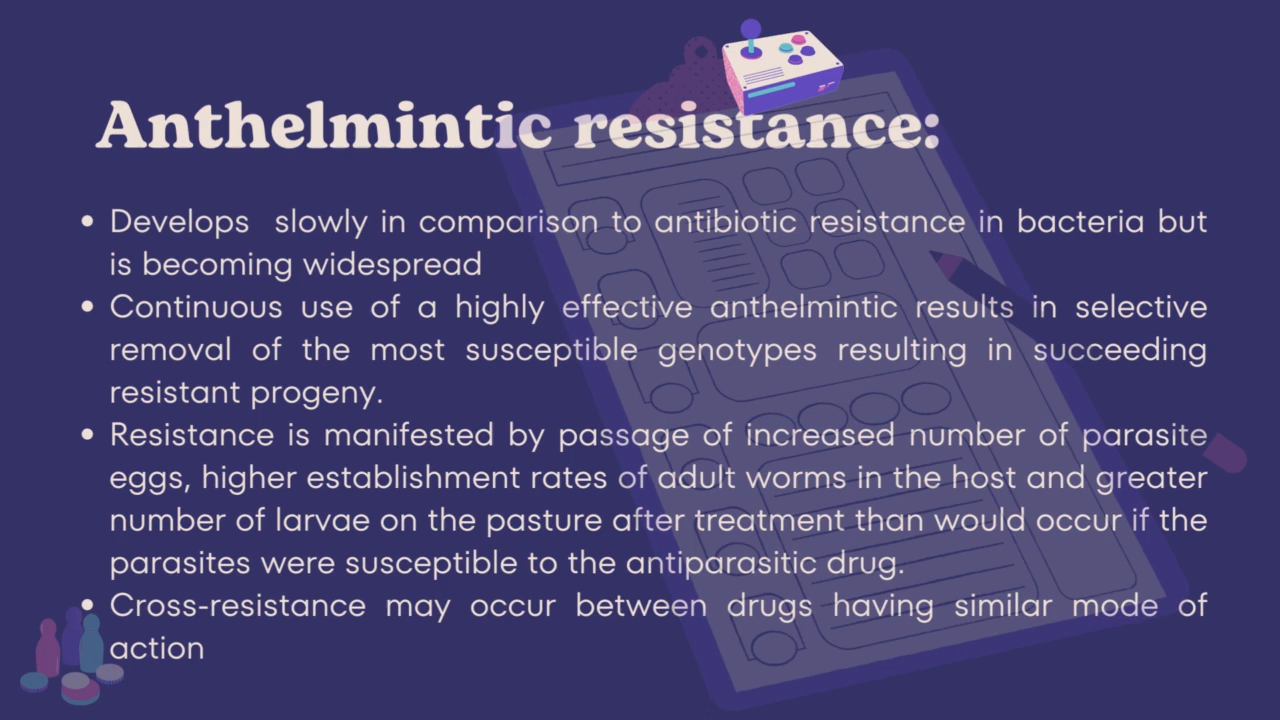 Anthelmintic resistance:
• Develops slowly in comparison to antibiotic resistance in bacteria but
is becoming widespread
• Continuous use of a highly effective anthelmintic results in selective
removal of the most susceptible genotypes resulting in succeeding
resistant progeny.
• Resistance is manifested by passage of increased number of parasite
eggs, higher establishment rates of adult worms in the host and greater
number of larvae on the pasture after treatment than would occur if the
parasites were susceptible to the antiparasitic drug.
• Cross-resistance may occur between drugs having similar mode of
action